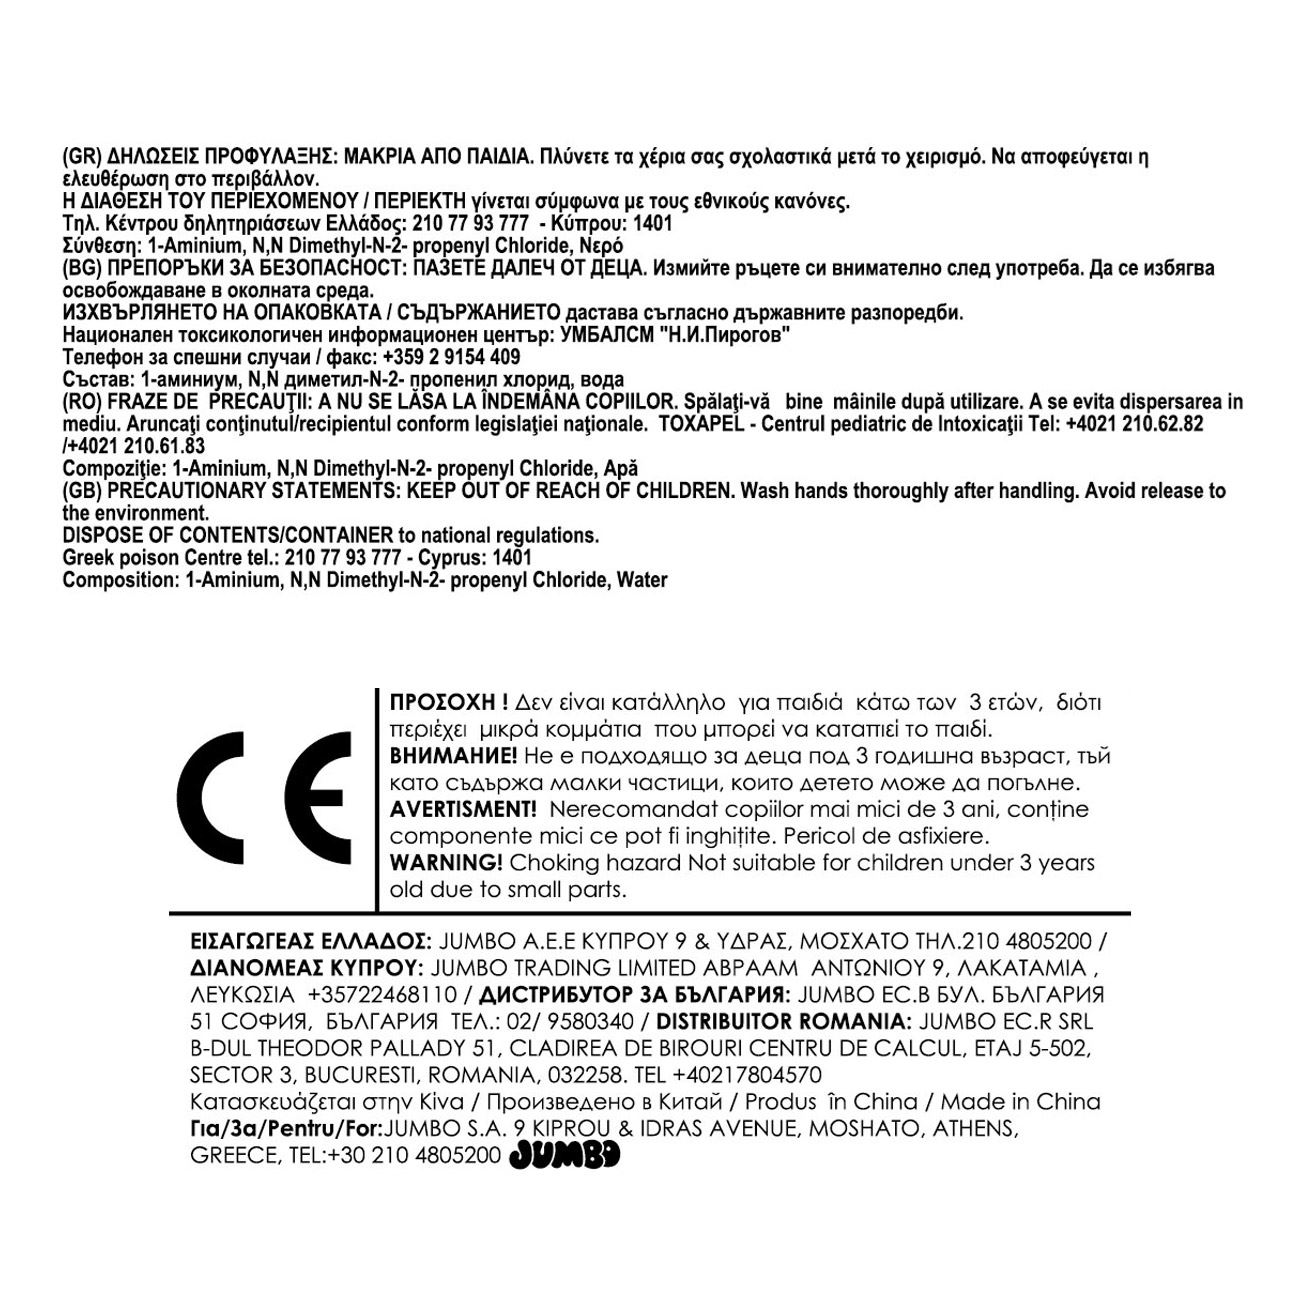 (GR) ΔΗΛΩΣΕΙΣ ΠΡΟΦΥΛΑΞΗΣ: ΜΑΚΡΙΑ ΑΠΟ ΠΑΙΔΙΑ. Πλύνετε τα χέρια σας σχολαστικά μετά το χειρισμό. Να αποφεύγεται η
ελευθέρωση στο περιβάλλον.
Η ΔΙΑΘΕΣΗ ΤΟΥ ΠΕΡΙΕΧΟΜΕΝΟΥ / ΠΕΡΙΕΚΤΗ γίνεται σύμφωνα με τους εθνικούς κανόνες.
Τηλ. Κέντρου δηλητηριάσεων Ελλάδος: 210 77 93 777 - Κύπρου: 1401
Σύνθεση: 1-Aminium, N,N Dimethyl-N-2- propenyl Chloride, Νερό
(BG) ПРЕПОРЪКИ ЗА БЕЗОПАСНОСТ: ПАЗЕТЕ ДАЛЕЧ ОТ ДЕЦА. Измийте ръцете си внимателно след употреба. Да се избягва
освобождаване в околната среда.
ИЗХВЪРЛЯНЕТО НА ОПАКОВКАТА / СЪДЪРЖАНИЕТО дастава съгласно държавните разпоредби.
Национален токсикологичен информационен център: УМБАЛСМ "Н.И.Пирогов"
Телефон за спешни случаи / факс: +359 2 9154 409
Състав: 1-аминиум, N,N диметил-N-2- пропенил хлорид, вода
(RO) FRAZE DE PRECAUŢII: A NU SE LĂSA LA ÎNDEMÂNA COPIILOR. Spălaţi-vă bine mâinile după utilizare. A se evita dispersarea in
mediu. Aruncaţi conţinutul/recipientul conform legislaţiei naţionale. TOXAPEL - Centrul pediatric de Intoxicaţii Tel: +4021 210.62.82
/+4021 210.61.83
Compoziţie: 1-Aminium, N,N Dimethyl-N-2- propenyl Chloride, Apă
(GB) PRECAUTIONARY STATEMENTS: KEEP OUT OF REACH OF CHILDREN. Wash hands thoroughly after handling. Avoid release to
the environment.
DISPOSE OF CONTENTS/CONTAINER to national regulations.
Greek poison Centre tel.: 210 77 93 777 - Cyprus: 1401
Composition: 1-Aminium, N,N Dimethyl-N-2- propenyl Chloride, Water
CE
ΠΡΟΣΟΧΗ ! Δεν είναι κατάλληλο για παιδιά κάτω των 3 ετών, διότι
περιέχει μικρά κομμάτια που μπορεί να καταπιεί το παιδί.
ВНИМАНИЕ! Не е подходящо за деца под 3 годишна възраст, тъй
като съдържа малки частици, които детето може да погълне.
AVERTISMENT! Nerecomandat copiilor mai mici de 3 ani, conține
componente mici ce pot fi inghițite. Pericol de asfixiere.
WARNING! Choking hazard Not suitable for children under 3 years
old due to small parts.
ΕΙΣΑΓΩΓΕΑΣ ΕΛΛΑΔΟΣ: JUMBO A.E.E ΚΥΠΡΟΥ 9 & ΥΔΡΑΣ, ΜΟΣΧΑΤΟ ΤΗΛ.210 4805200 /
ΔΙΑΝΟΜΕΑΣ ΚΥΠΡΟΥ: JUMBO TRADING LIMITED ΑΒΡΑΑΜ ΑΝΤΩΝΙΟΥ 9, ΛΑΚΑΤΑΜΙΑ ,
ΛΕΥΚΩΣΙΑ +35722468110 / ДИСТРИБУТОР ЗА БЪЛГАРИЯ: JUMBO EC.B БУЛ. БЪЛГАРИЯ
51 СОФИЯ, БЪЛГАРИЯ ТЕЛ.: 02/ 9580340 / DISTRIBUITOR ROMANIA: JUMBO EC.R SRL
B-DUL THEODOR PALLADY 51, CLADIREA DE BIROURI CENTRU DE CALCUL, ETAJ 5-502,
SECTOR 3, BUCURESTI, ROMANIA, 032258. TEL +40217804570
Κατασκευάζεται στην Κίνα / Произведено в Китай / Produs în China / Made in China
Για/За/Pentru/For:JUMBO S.A. 9 KIPROU & IDRAS AVENUE, MOSHATO, ATHENS,
GREECE, TEL:+30 210 4805200 JUMBO